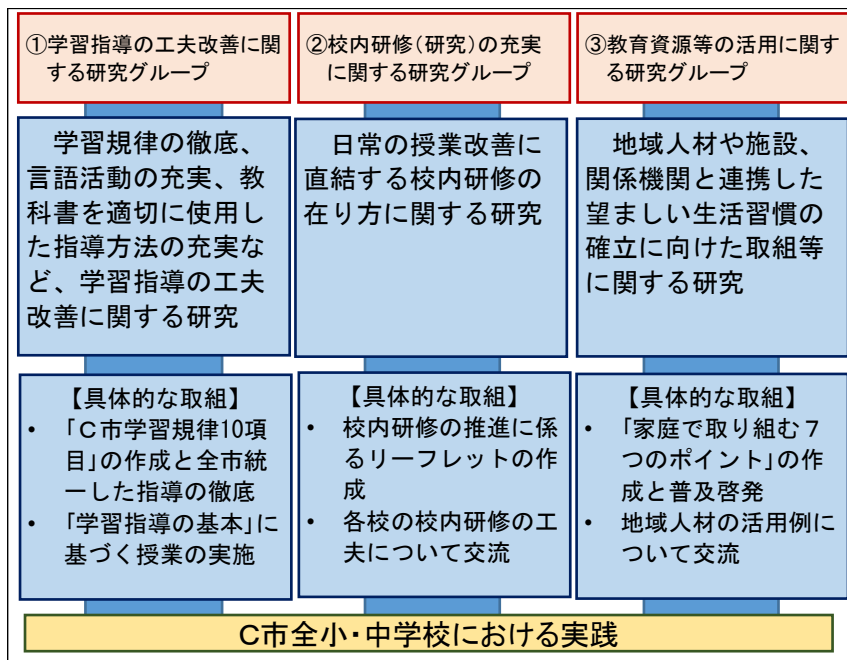 ①学習指導の工夫改善に関
する研究グループ
学習規律の徹底、
言語活動の充実、教
科書を適切に使用し
た指導方法の充実な
ど、学習指導の工夫
改善に関する研究
【具体的な取組】
• 「C市学習規律10項
目」の作成と全市統
一した指導の徹底
• 「学習指導の基本」に
基づく授業の実施
②校内研修(研究)の充実
に関する研究グループ
日常の授業改善に
直結する校内研修の
在り方に関する研究
【具体的な取組】
• 校内研修の推進に係
るリーフレットの作
成
• 各校の校内研修の工
夫について交流
③教育資源等の活用に関す
る研究グループ
地域人材や施設、
関係機関と連携した
望ましい生活習慣の
確立に向けた取組等
に関する研究
【具体的な取組】
• 「家庭で取り組む7
つのポイント」の作
成と普及啓発
• 地域人材の活用例に
ついて交流
C市全小・中学校における実践